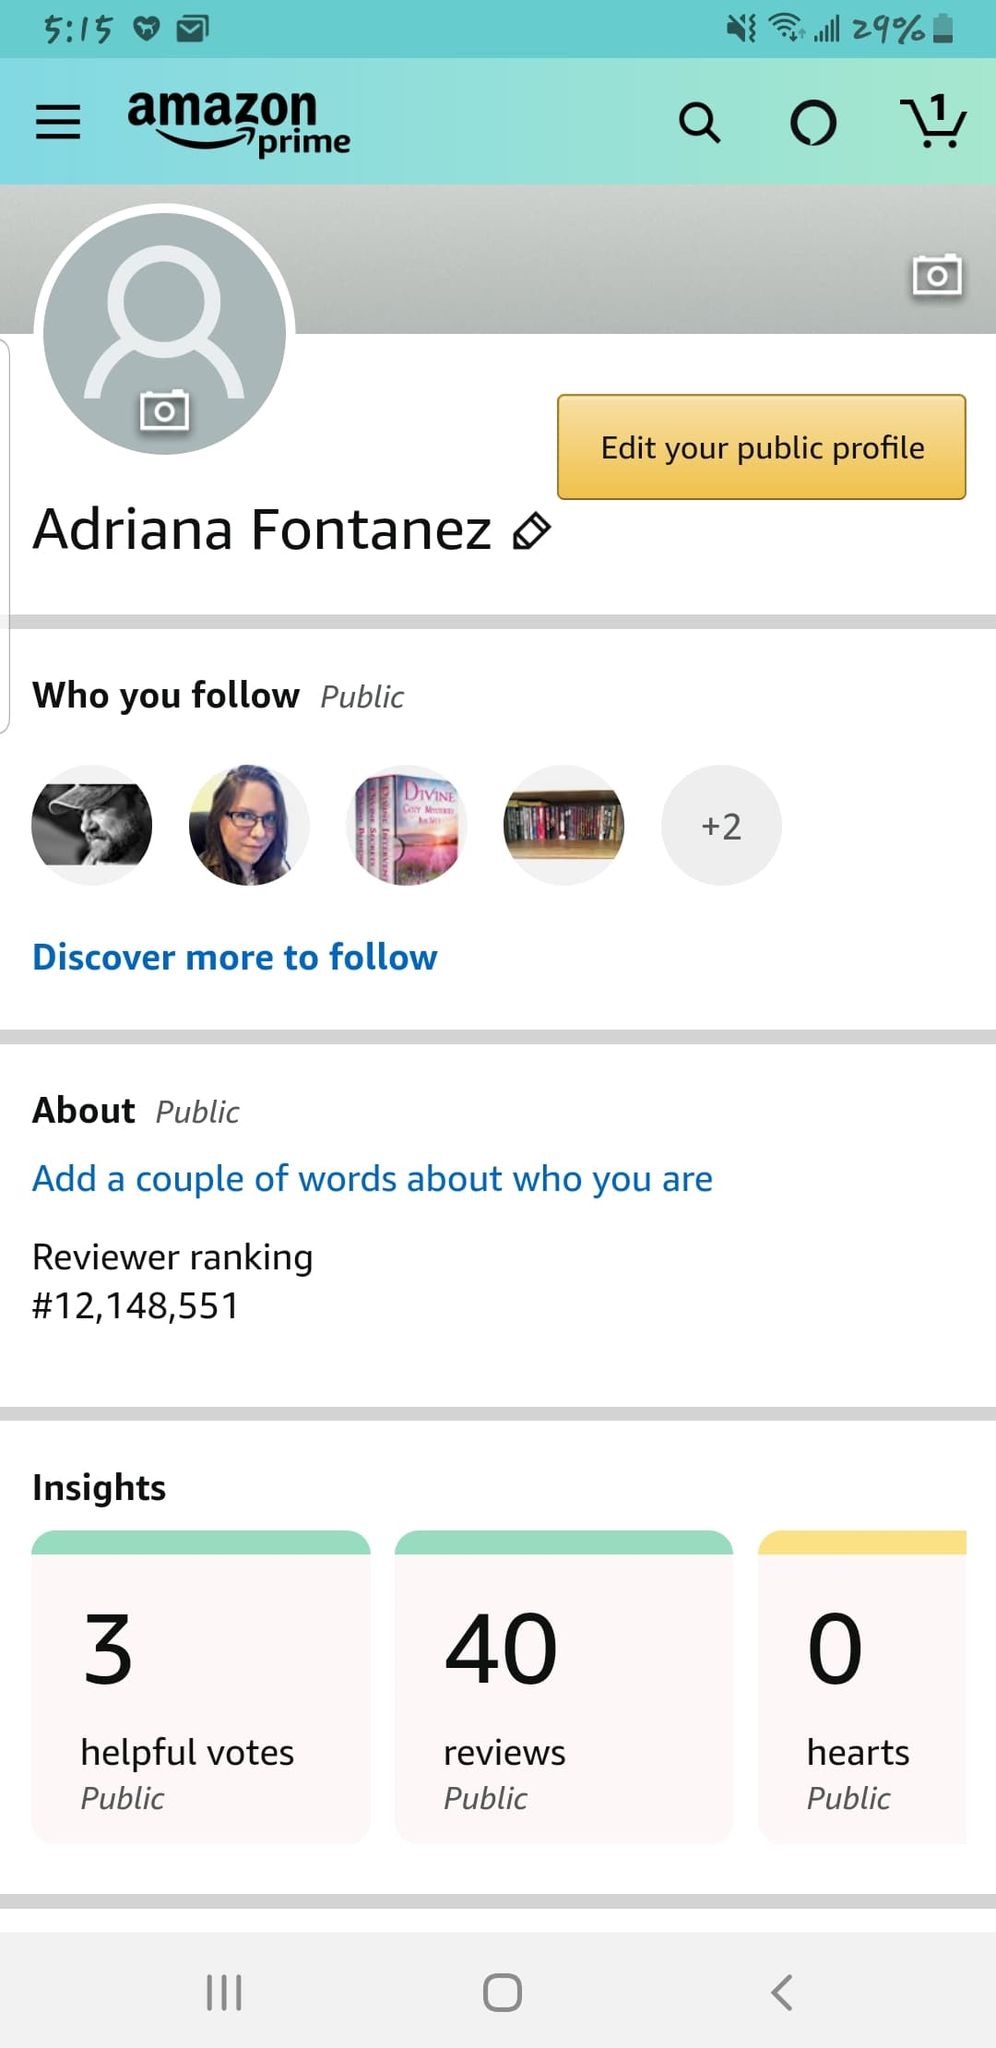 5:15
29%
amazon
prime
1
Edit your public profile
Adriana Fontanez
Who you follow Public
DIVINE
+2
Discover more to follow
About Public
Add a couple of words about who you are
Reviewer ranking
#12,148,551
Insights
3
40
0
helpful votes
reviews
hearts
Public
Public
Public